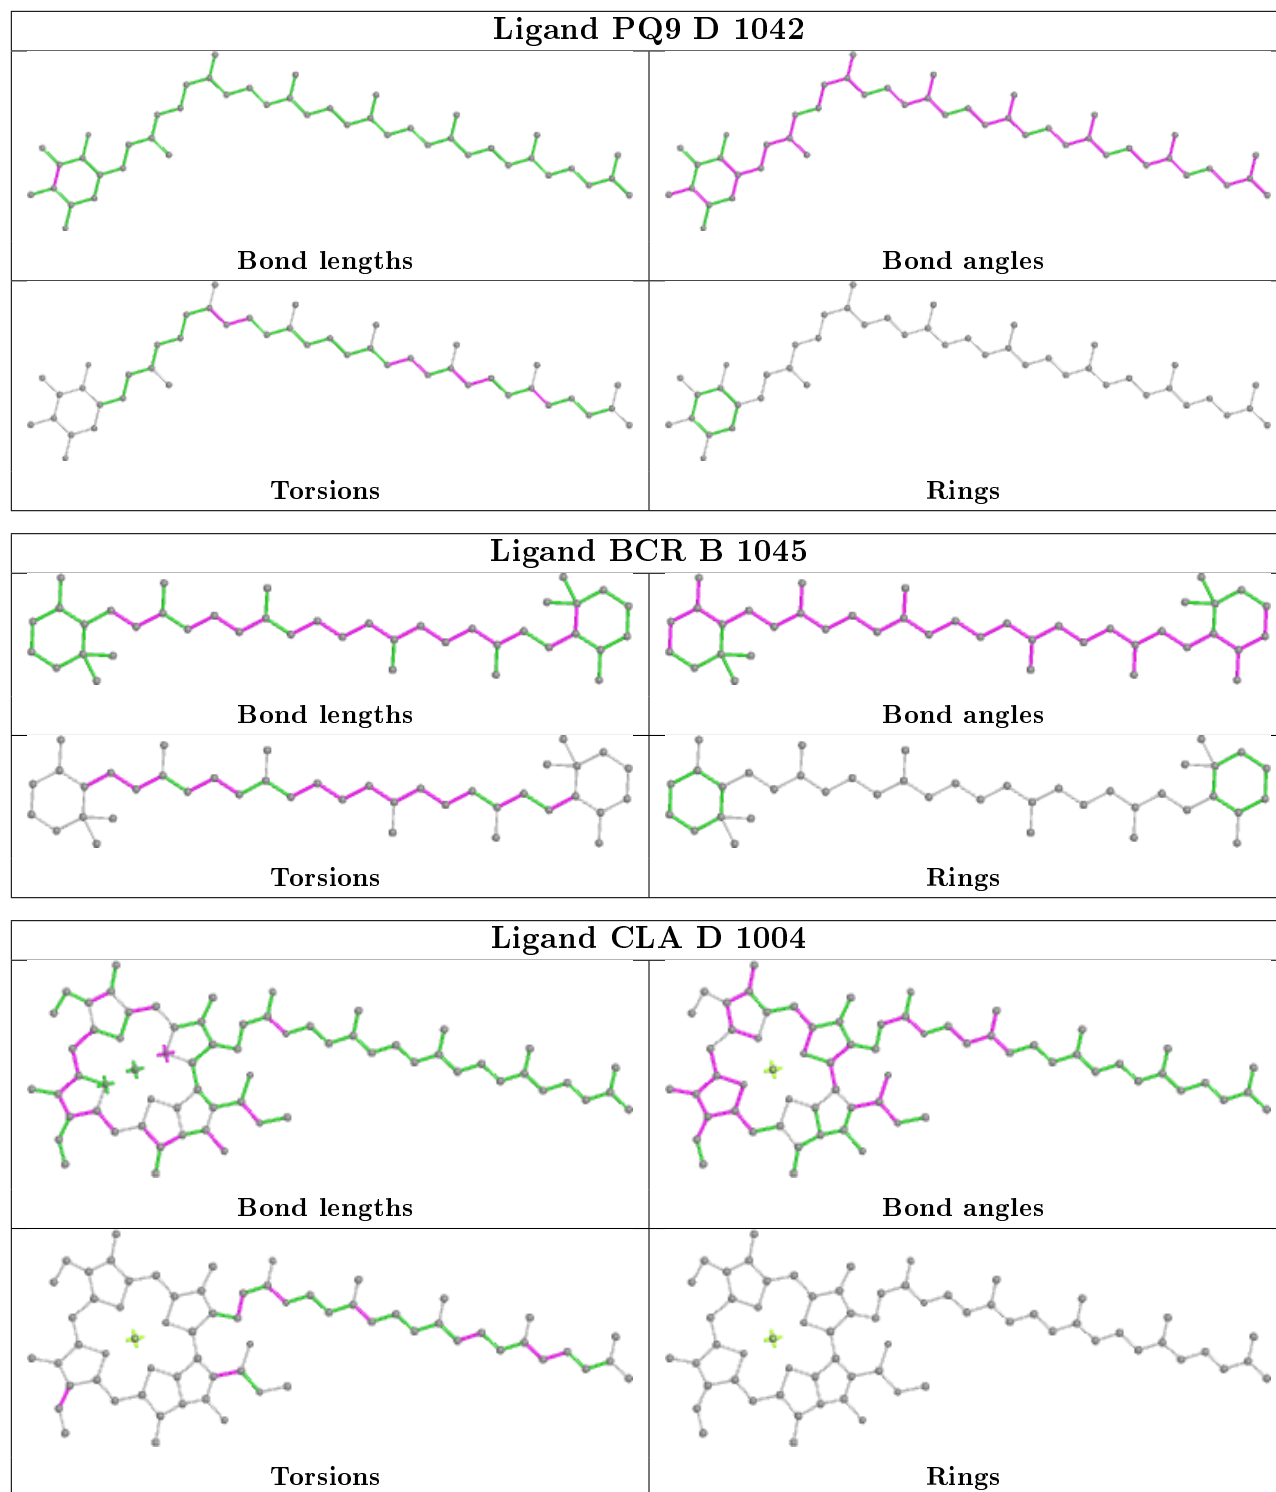 Ligand PQ9 D 1042
Bond lengths
Bond angles
Torsions
Rings
Ligand BCR B 1045
Bond lengths
Bond angles
Torsions
Rings
Ligand CLA D 1004
Bond lengths
Bond angles
Torsions
Rings